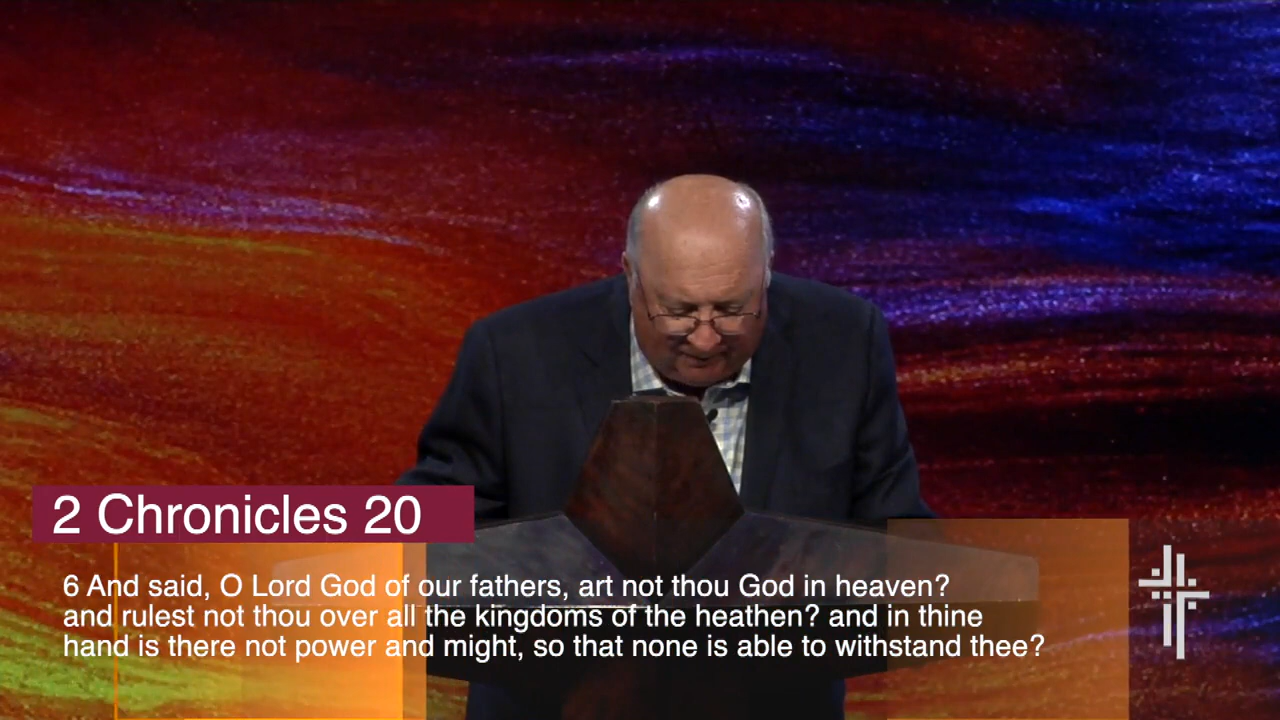 2 Chronicles 20
6 And said, O Lord God of our fathers, art not thou God in heaven?
and rulest not thou over all the kingdoms of the heathen? and in thine
hand is there not power and might, so that none is able to withstand thee?